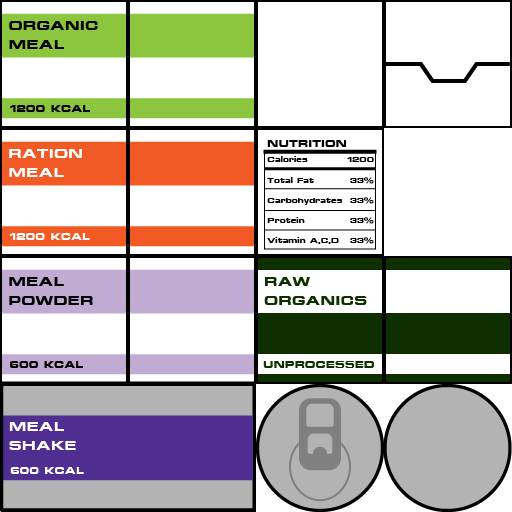 ORGANIC
MEAL
1200 KCAL
RATION
MEAL
1200 KCAL
NUTRITION
Calories 1200
Total Fat 33%
Carbohydrates 33%
Protein 33%
Vitamin A,C,D 33%
MEAL
POWDER
600 KCAL
RAW
ORGANICS
UNPROCESSED
MEAL
SHAKE
600 KCAL